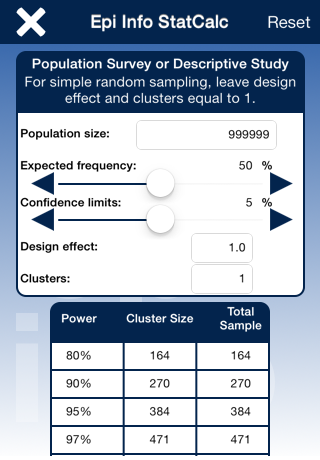 Epi Info StatCalc Reset
Population Survey or Descriptive Study
For simple random sampling, leave design
effect and clusters equal to 1.
Population size: 999999
Expected frequency: 50 %
Confidence limits: 5 %
Design effect: 1.0
Clusters: 1
Power Cluster Size Total Sample
80% 164 164
90% 270 270
95% 384 384
97% 471 471